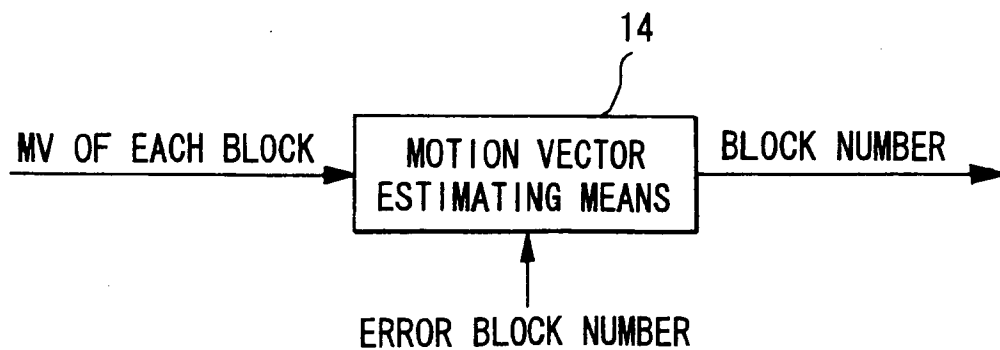 14
MV OF EACH BLOCK
MOTION VECTOR
ESTIMATING MEANS
BLOCK NUMBER
ERROR BLOCK NUMBER